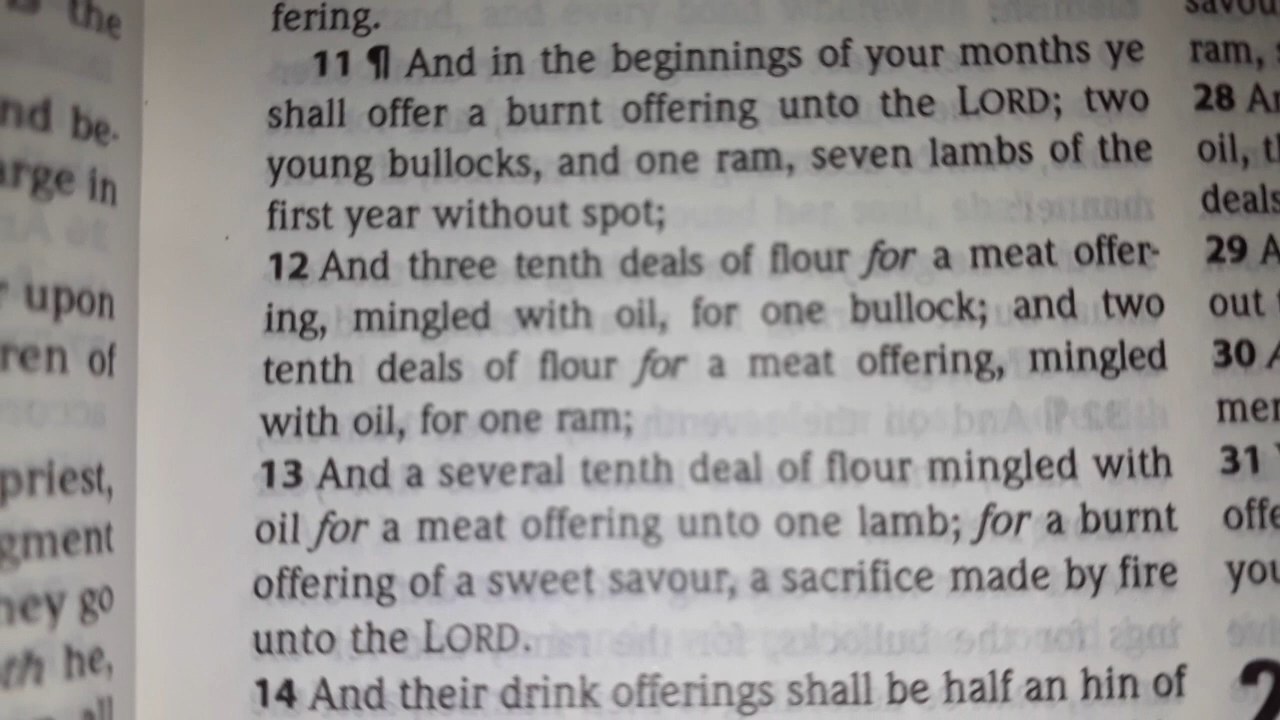 the
nd be-
arge in
upon
ren of
priest,
gment
hey go
th he,
all
fering.
11 ¶ And in the beginnings of your months ye
shall offer a burnt offering unto the LORD; two
young bullocks, and one ram, seven lambs of the
first year without spot;
12 And three tenth deals of flour for a meat offer-
ing, mingled with oil, for one bullock; and two
tenth deals of flour for a meat offering, mingled
with oil, for one ram;
13 And a several tenth deal of flour mingled with
oil for a meat offering unto one lamb; for a burnt
offering of a sweet savour, a sacrifice made by fire
unto the LORD.
14 And their drink offerings shall be half an hin of
savou
ram,
28 An
oil, t
deals
29 A
out
30 A
mer
31
offe
you
2